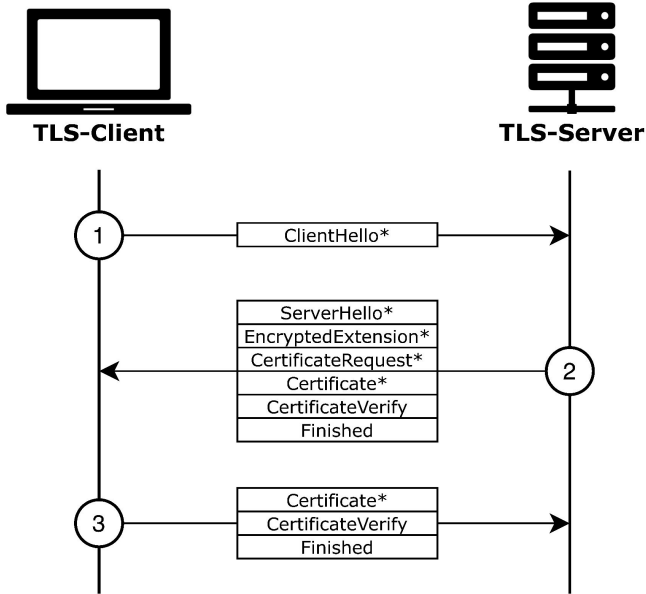 TLS-Client
TLS-Server
1
ClientHello*
ServerHello*
EncryptedExtension*
CertificateRequest*
Certificate*
CertificateVerify
Finished
2
3
Certificate*
CertificateVerify
Finished